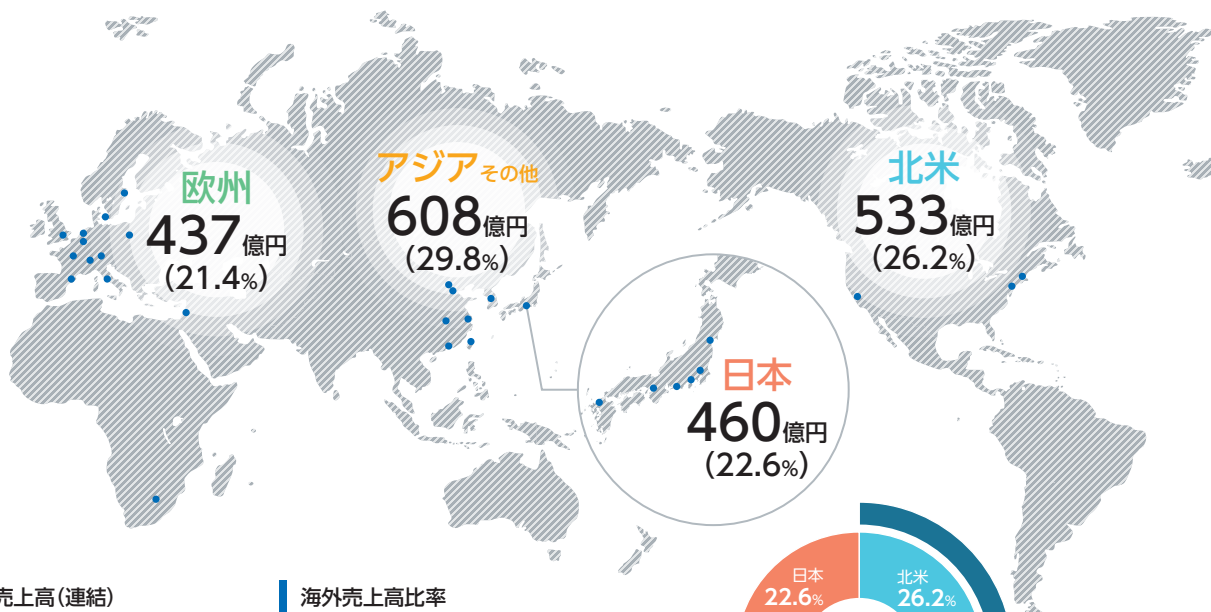 欧州
437億円
(21.4%)
アジアその他
608億円
(29.8%)
北米
533億円
(26.2%)
日本
460億円
(22.6%)
売上高(連結)
海外売上高比率
日本
22.6%
北米
26.2%